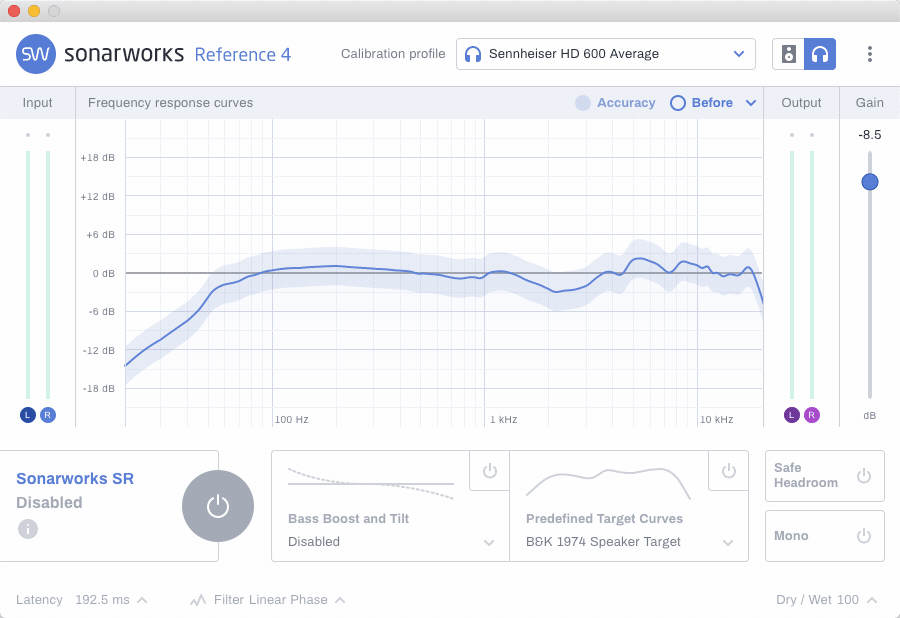 SW sonarworks Reference 4
Calibration profile
Sennheiser HD 600 Average
Input
Frequency response curves
Accuracy
Before
Output
Gain
-8.5
+18 dB
+12 dB
+6 dB
0 dB
-6 dB
-12 dB
-18 dB
100 Hz
1 kHz
10 kHz
L R
L R
dB
Sonarworks SR
Disabled
i
Bass Boost and Tilt
Disabled
Predefined Target Curves
B&K 1974 Speaker Target
Safe
Headroom
Mono
Latency 192.5 ms
Filter Linear Phase
Dry / Wet 100